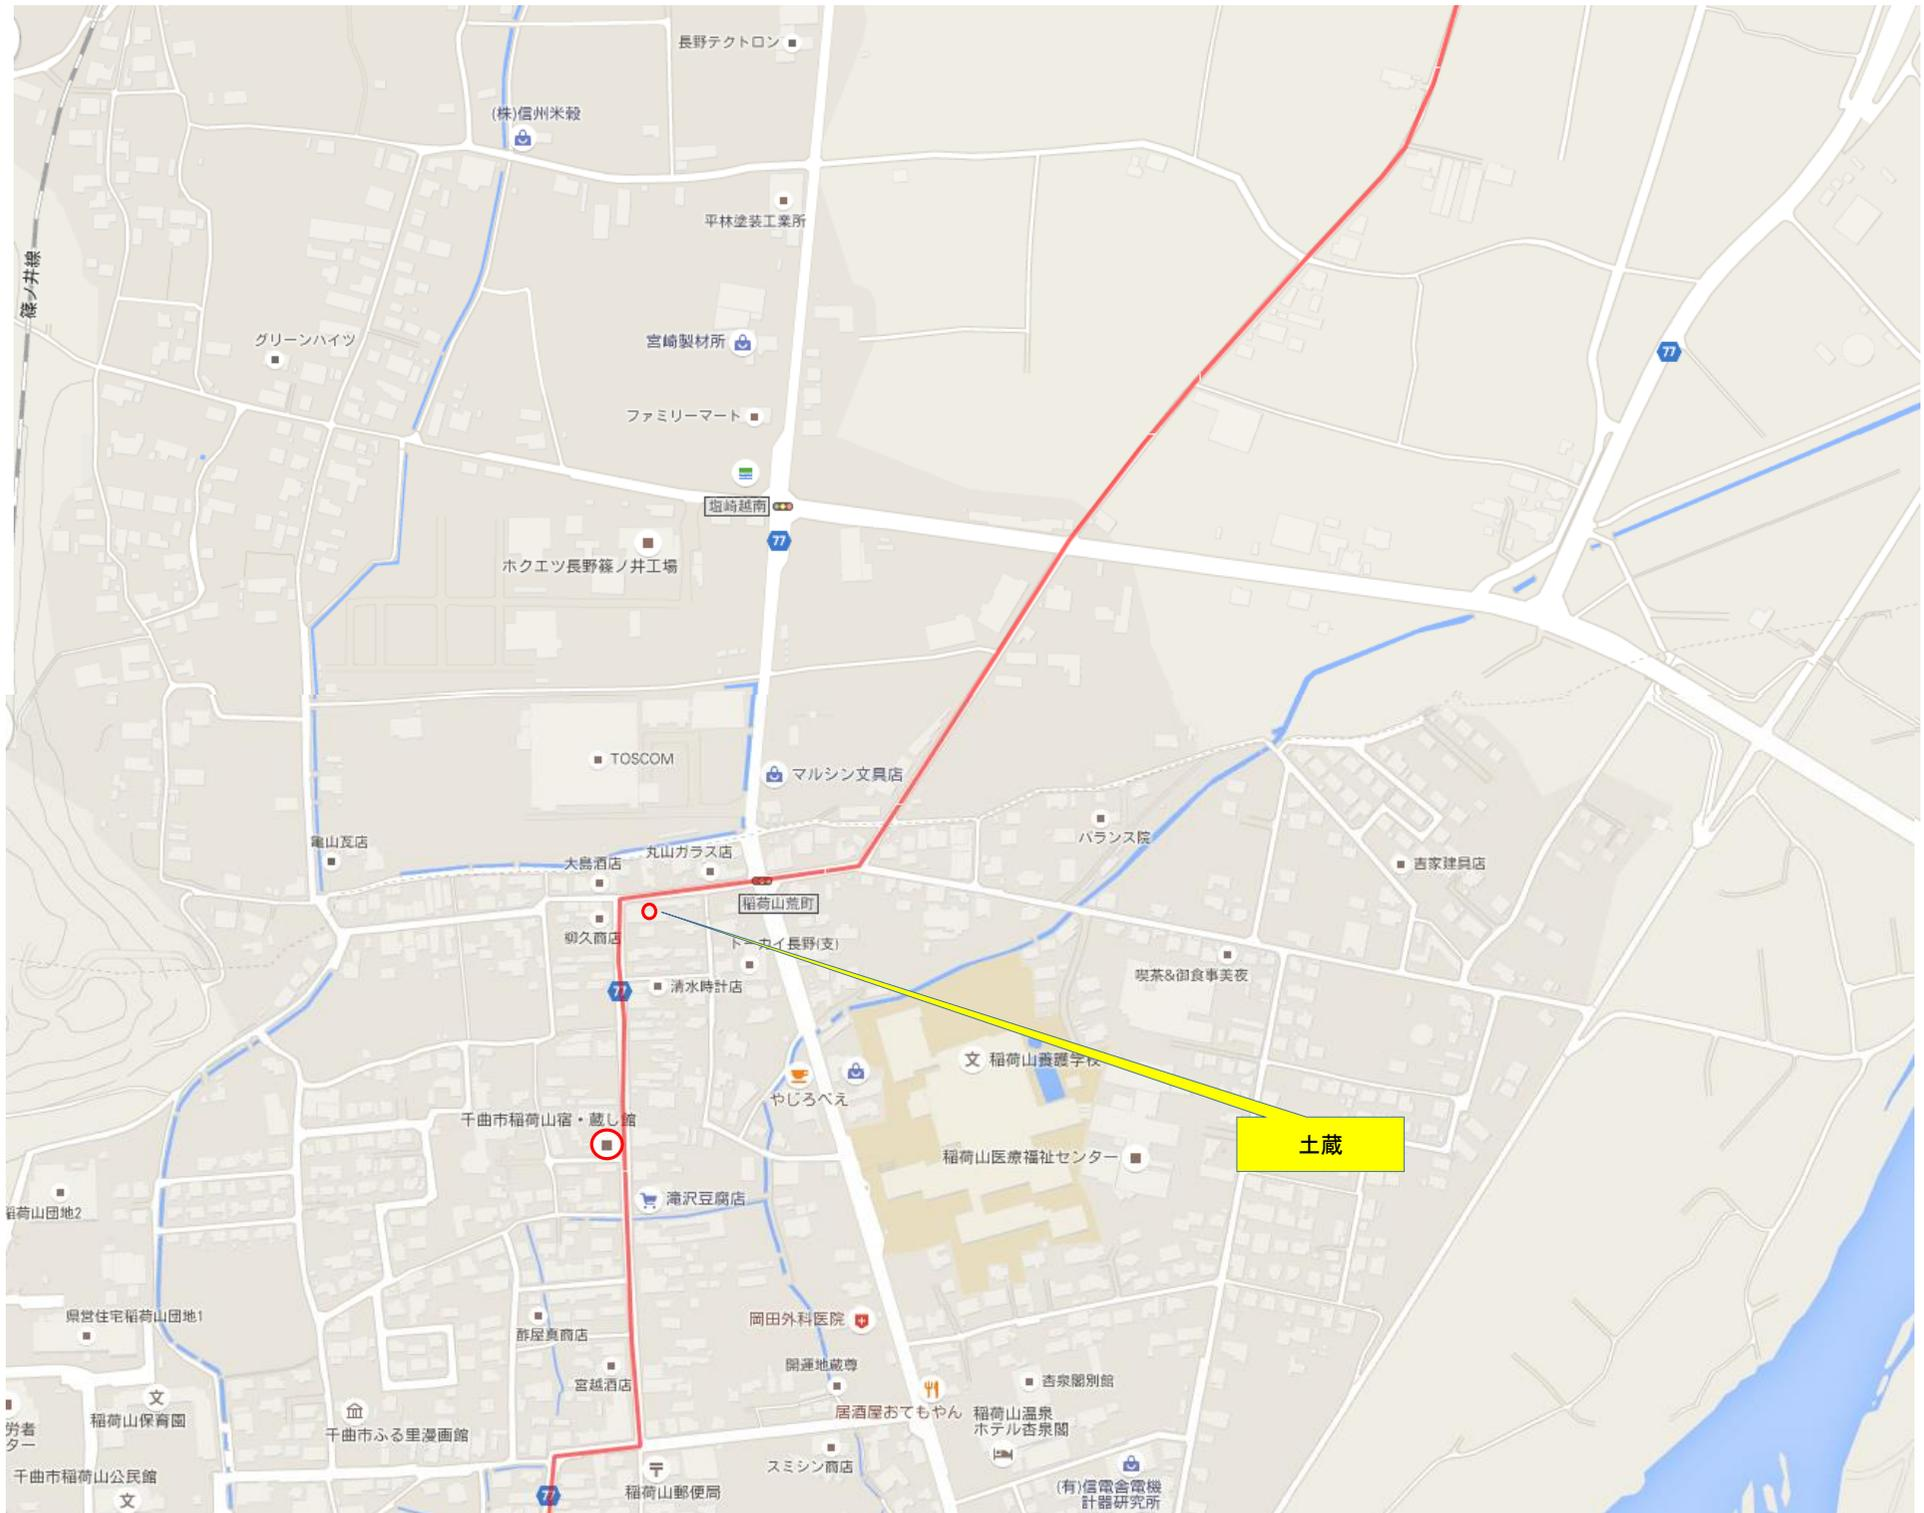 長野テクトロン
(株)信州米穀
平林塗装工業所
篠ノ井線
グリーンハイツ
宮崎製材所
77
ファミリーマート
塩崎越南
77
ホクエツ長野篠ノ井工場
TOSCOM
マルシン文具店
バランス院
亀山瓦店
大島酒店
丸山ガラス店
吉家建具店
稲荷山荒町
柳久商店
トーカイ長野(支)
喫茶&御食事美夜
77
清水時計店
文
稲荷山養護学校
やじろべえ
千曲市稲荷山宿・蔵し館
土蔵
稲荷山医療福祉センター
滝沢豆腐店
稲荷山団地2
県営住宅稲荷山団地1
岡田外科医院
酢屋真商店
開運地蔵尊
宮越酒店
杏泉閣別館
文
稲荷山保育園
居酒屋おてもやん
稲荷山温泉
ホテル杏泉閣
労者
ター
千曲市ふる里漫画館
スミシン商店
千曲市稲荷山公民館
文
77
稲荷山郵便局
(有)信電舎電機
計器研究所